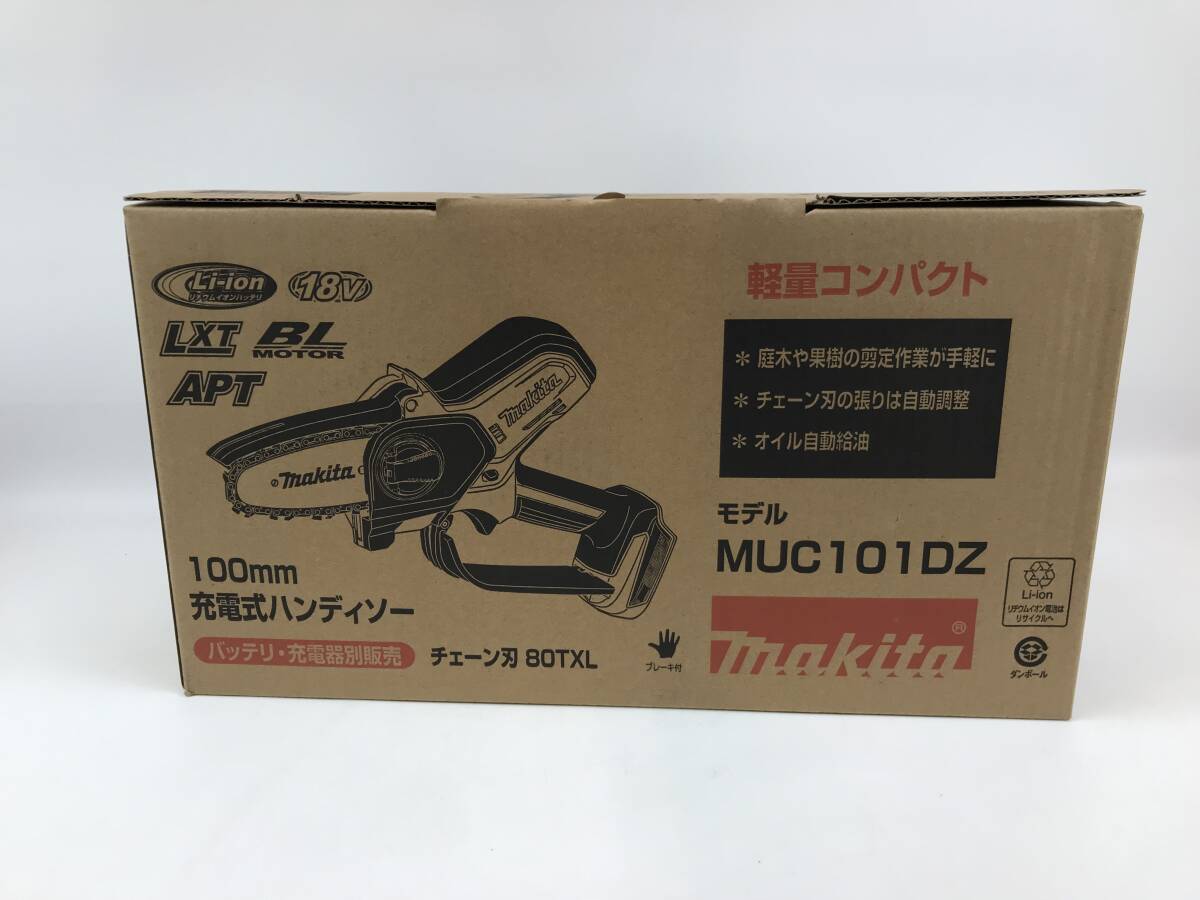 Li-ion
リチウムイオンバッテリ
18V
LXT
BL
MOTOR
APT
makita
makita
100mm
充電式ハンディソー
バッテリ・充電器別販売
チェーン刃 80TXL
ブレーキ付
軽量コンパクト
* 庭木や果樹の剪定作業が手軽に
* チェーン刃の張りは自動調整
* オイル自動給油
モデル
MUC101DZ
makita®
Li-ion
リチウムイオン電池は
リサイクルへ
ダンボール